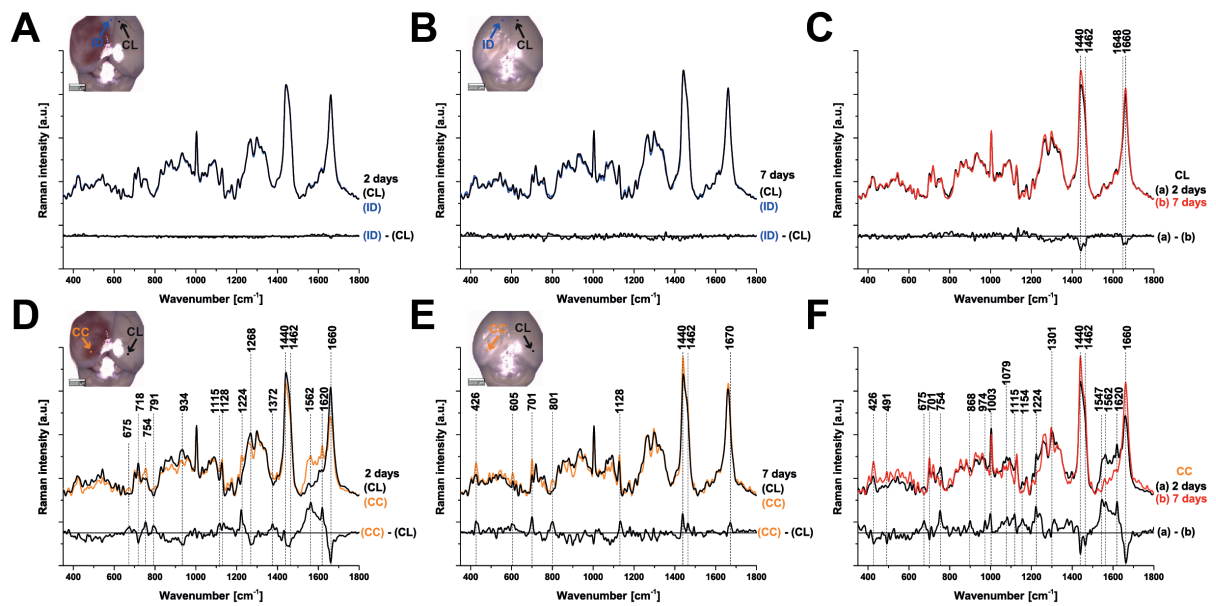 A
ID
CL
Raman intensity [a.u.]
2 days
(CL)
(ID)
(ID) - (CL)
400 600 800 1000 1200 1400 1600 1800
Wavenumber [cm-1]
B
ID
CL
Raman intensity [a.u.]
7 days
(CL)
(ID)
(ID) - (CL)
400 600 800 1000 1200 1400 1600 1800
Wavenumber [cm-1]
C
1440
1462
1648
1660
Raman intensity [a.u.]
CL
(a) 2 days
(b) 7 days
(a) - (b)
400 600 800 1000 1200 1400 1600 1800
Wavenumber [cm-1]
D
CC
CL
675
718
754
791
934
1115
1128
1224
1268
1372
1440
1462
1562
1620
1660
Raman intensity [a.u.]
2 days
(CL)
(CC)
(CC) - (CL)
400 600 800 1000 1200 1400 1600 1800
Wavenumber [cm-1]
E
CC
CL
426
605
701
801
1128
1440
1462
1670
Raman intensity [a.u.]
7 days
(CL)
(CC)
(CC) - (CL)
400 600 800 1000 1200 1400 1600 1800
Wavenumber [cm-1]
F
426
491
675
701
754
868
974
1003
1079
1115
1154
1224
1301
1440
1462
1547
1562
1620
1660
Raman intensity [a.u.]
CC
(a) 2 days
(b) 7 days
(a) - (b)
400 600 800 1000 1200 1400 1600 1800
Wavenumber [cm-1]